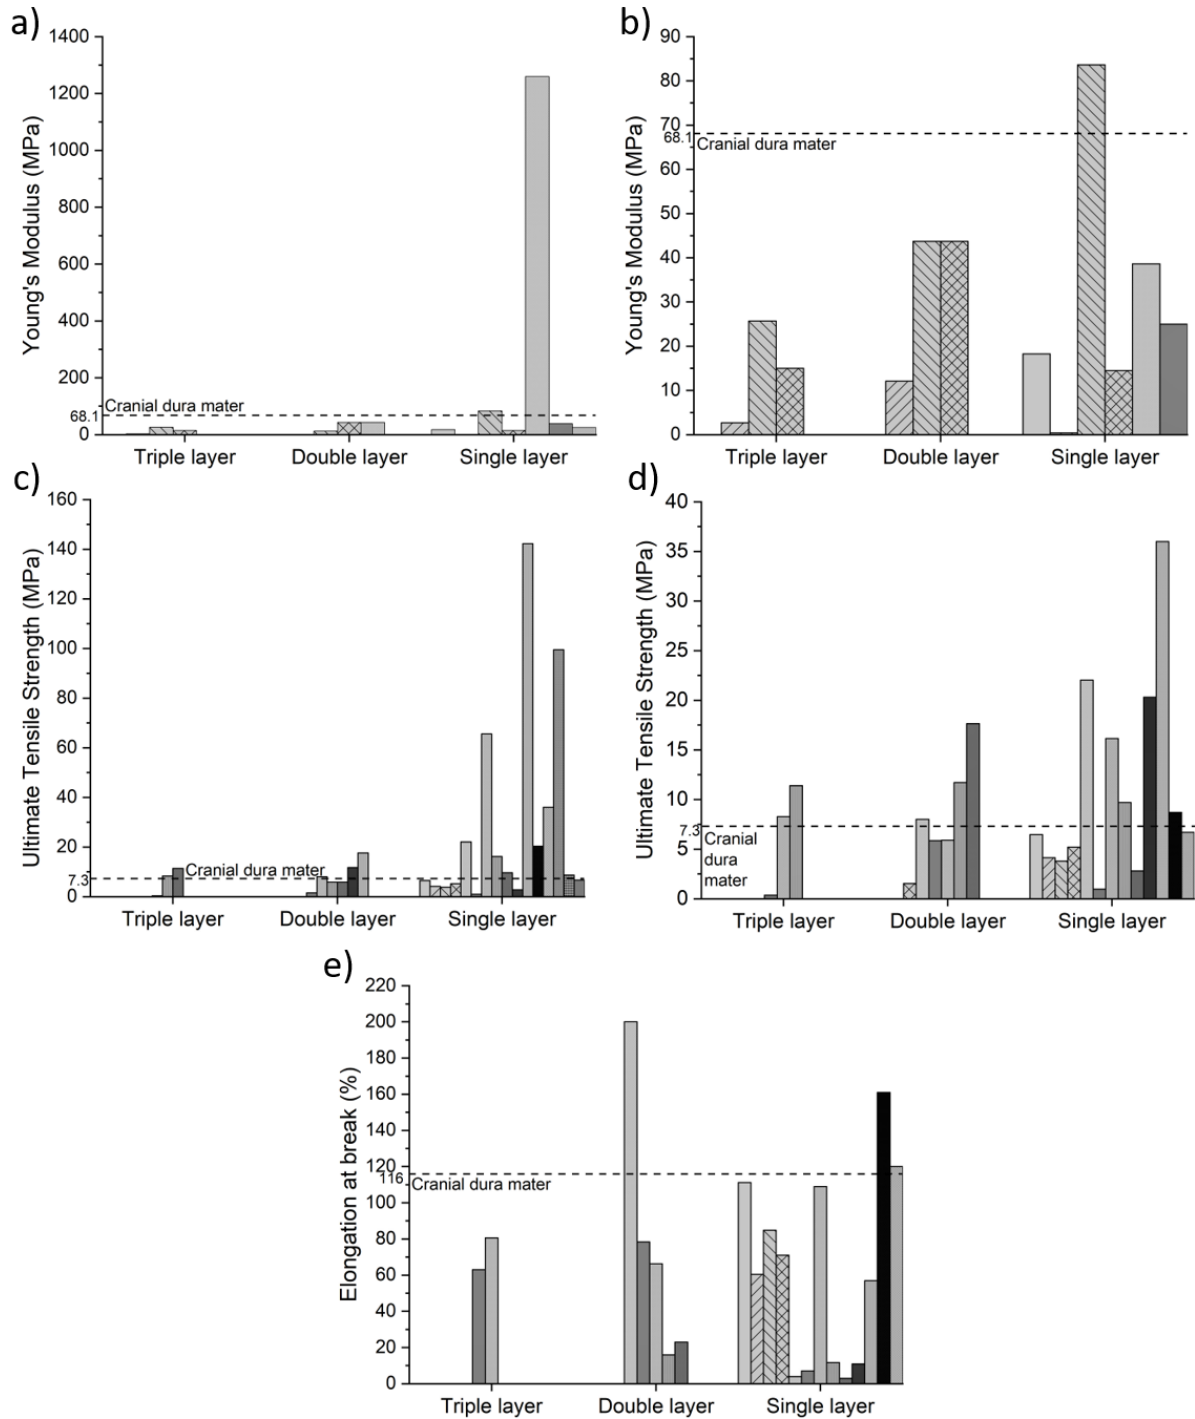 a)
1400
1200
1000
800
600
400
200
68.1
0
Young's Modulus (MPa)
Cranial dura mater
Triple layer
Double layer
Single layer
b)
90
80
70
68.1
60
50
40
30
20
10
0
Young's Modulus (MPa)
Cranial dura mater
Triple layer
Double layer
Single layer
c)
160
140
120
100
80
60
40
20
7.3
0
Ultimate Tensile Strength (MPa)
Cranial dura mater
Triple layer
Double layer
Single layer
d)
40
35
30
25
20
15
10
7.3
5
0
Ultimate Tensile Strength (MPa)
Cranial
dura
mater
Triple layer
Double layer
Single layer
e)
220
200
180
160
140
120
116
100
80
60
40
20
0
Elongation at break (%)
Cranial dura mater
Triple layer
Double layer
Single layer